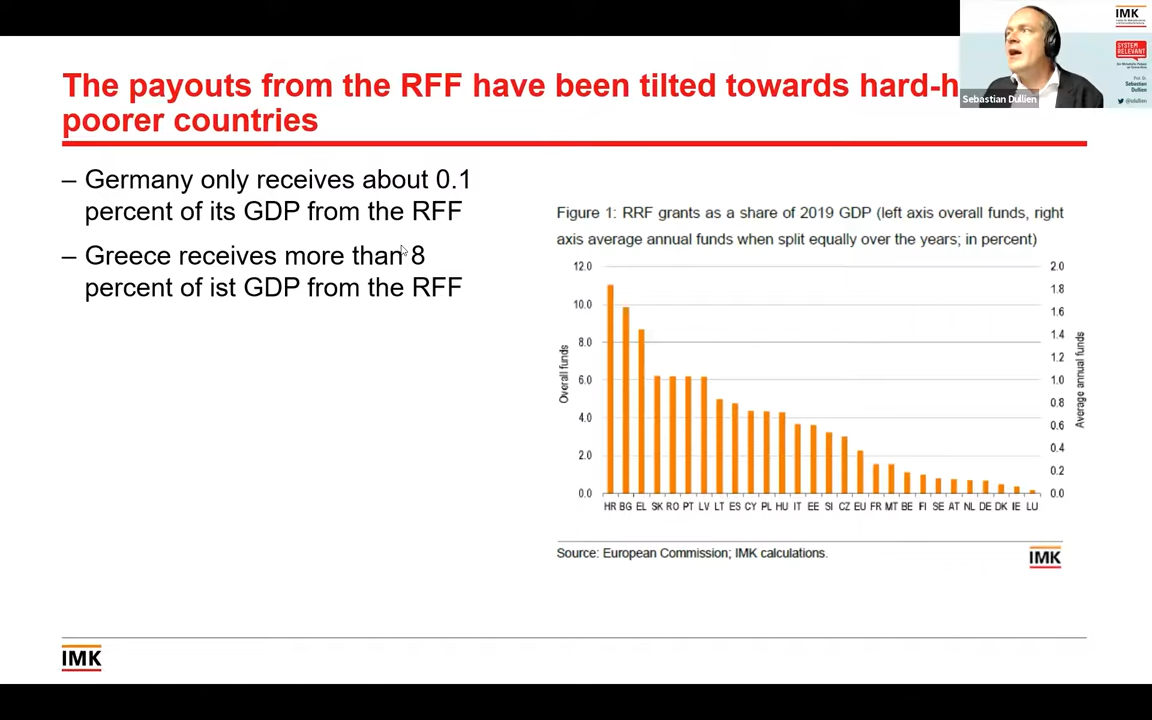 The payouts from the RFF have been tilted towards hard-h
poorer countries
– Germany only receives about 0.1
percent of its GDP from the RFF
– Greece receives more than 8
percent of ist GDP from the RFF
Figure 1: RRF grants as a share of 2019 GDP (left axis overall funds, right
axis average annual funds when split equally over the years; in percent)
12.0
10.0
8.0
6.0
4.0
2.0
0.0
Overall funds
2.0
1.8
1.6
1.4
1.2
1.0
0.8
0.6
0.4
0.2
0.0
Average annual funds
HR BG EL SK RO PT LV LT ES CY PL HU IT EE SI CZ EU FR MT BE FI SE AT NL DE DK IE LU
Source: European Commission; IMK calculations.
IMK
IMK
IMK
SYSTEM
RELEVANT
Prof. Dr.
Sebastian
Dullien
@sdullien
Sebastian Dullien